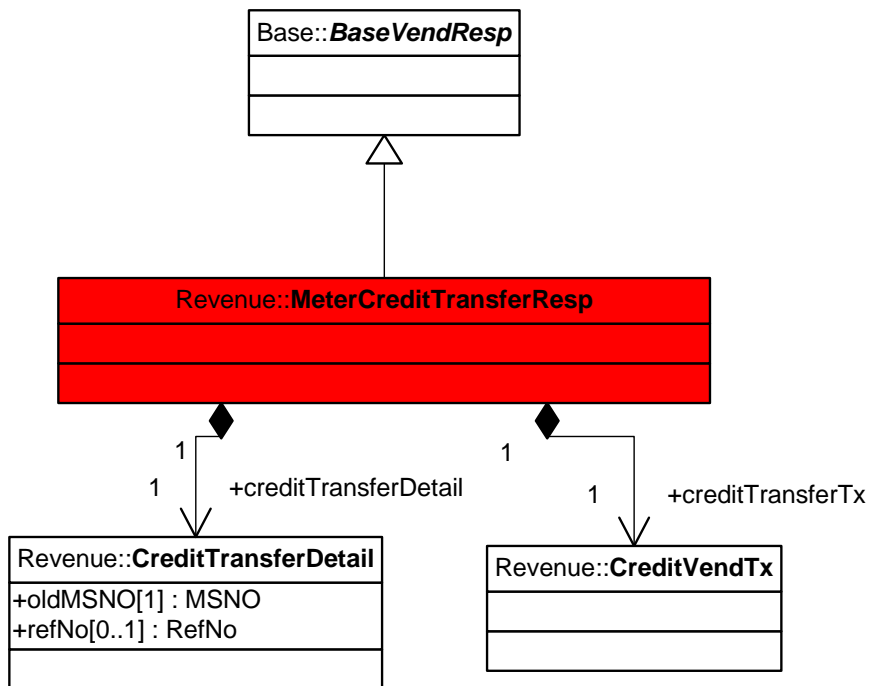 Base::BaseVendResp
Revenue::MeterCreditTransferResp
1
1
1
+creditTransferDetail
1
+creditTransferTx
Revenue::CreditTransferDetail
+oldMSNO[1] : MSNO
+refNo[0..1] : RefNo
Revenue::CreditVendTx